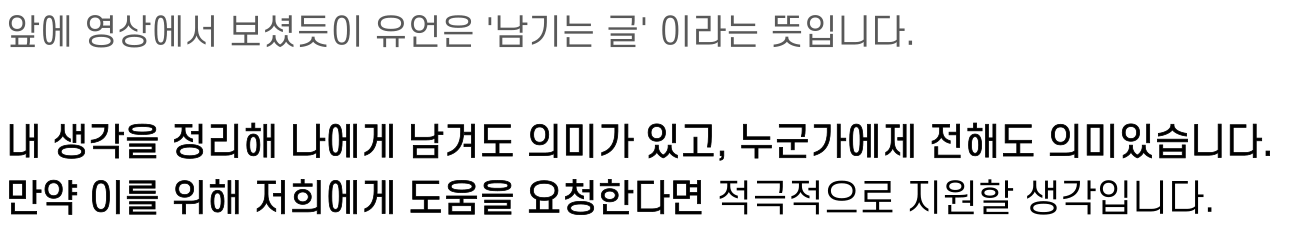 앞에 영상에서 보셨듯이 유언은 '남기는 글' 이라는 뜻입니다.
내 생각을 정리해 나에게 남겨도 의미가 있고, 누군가에제 전해도 의미있습니다.
만약 이를 위해 저희에게 도움을 요청한다면 적극적으로 지원할 생각입니다.